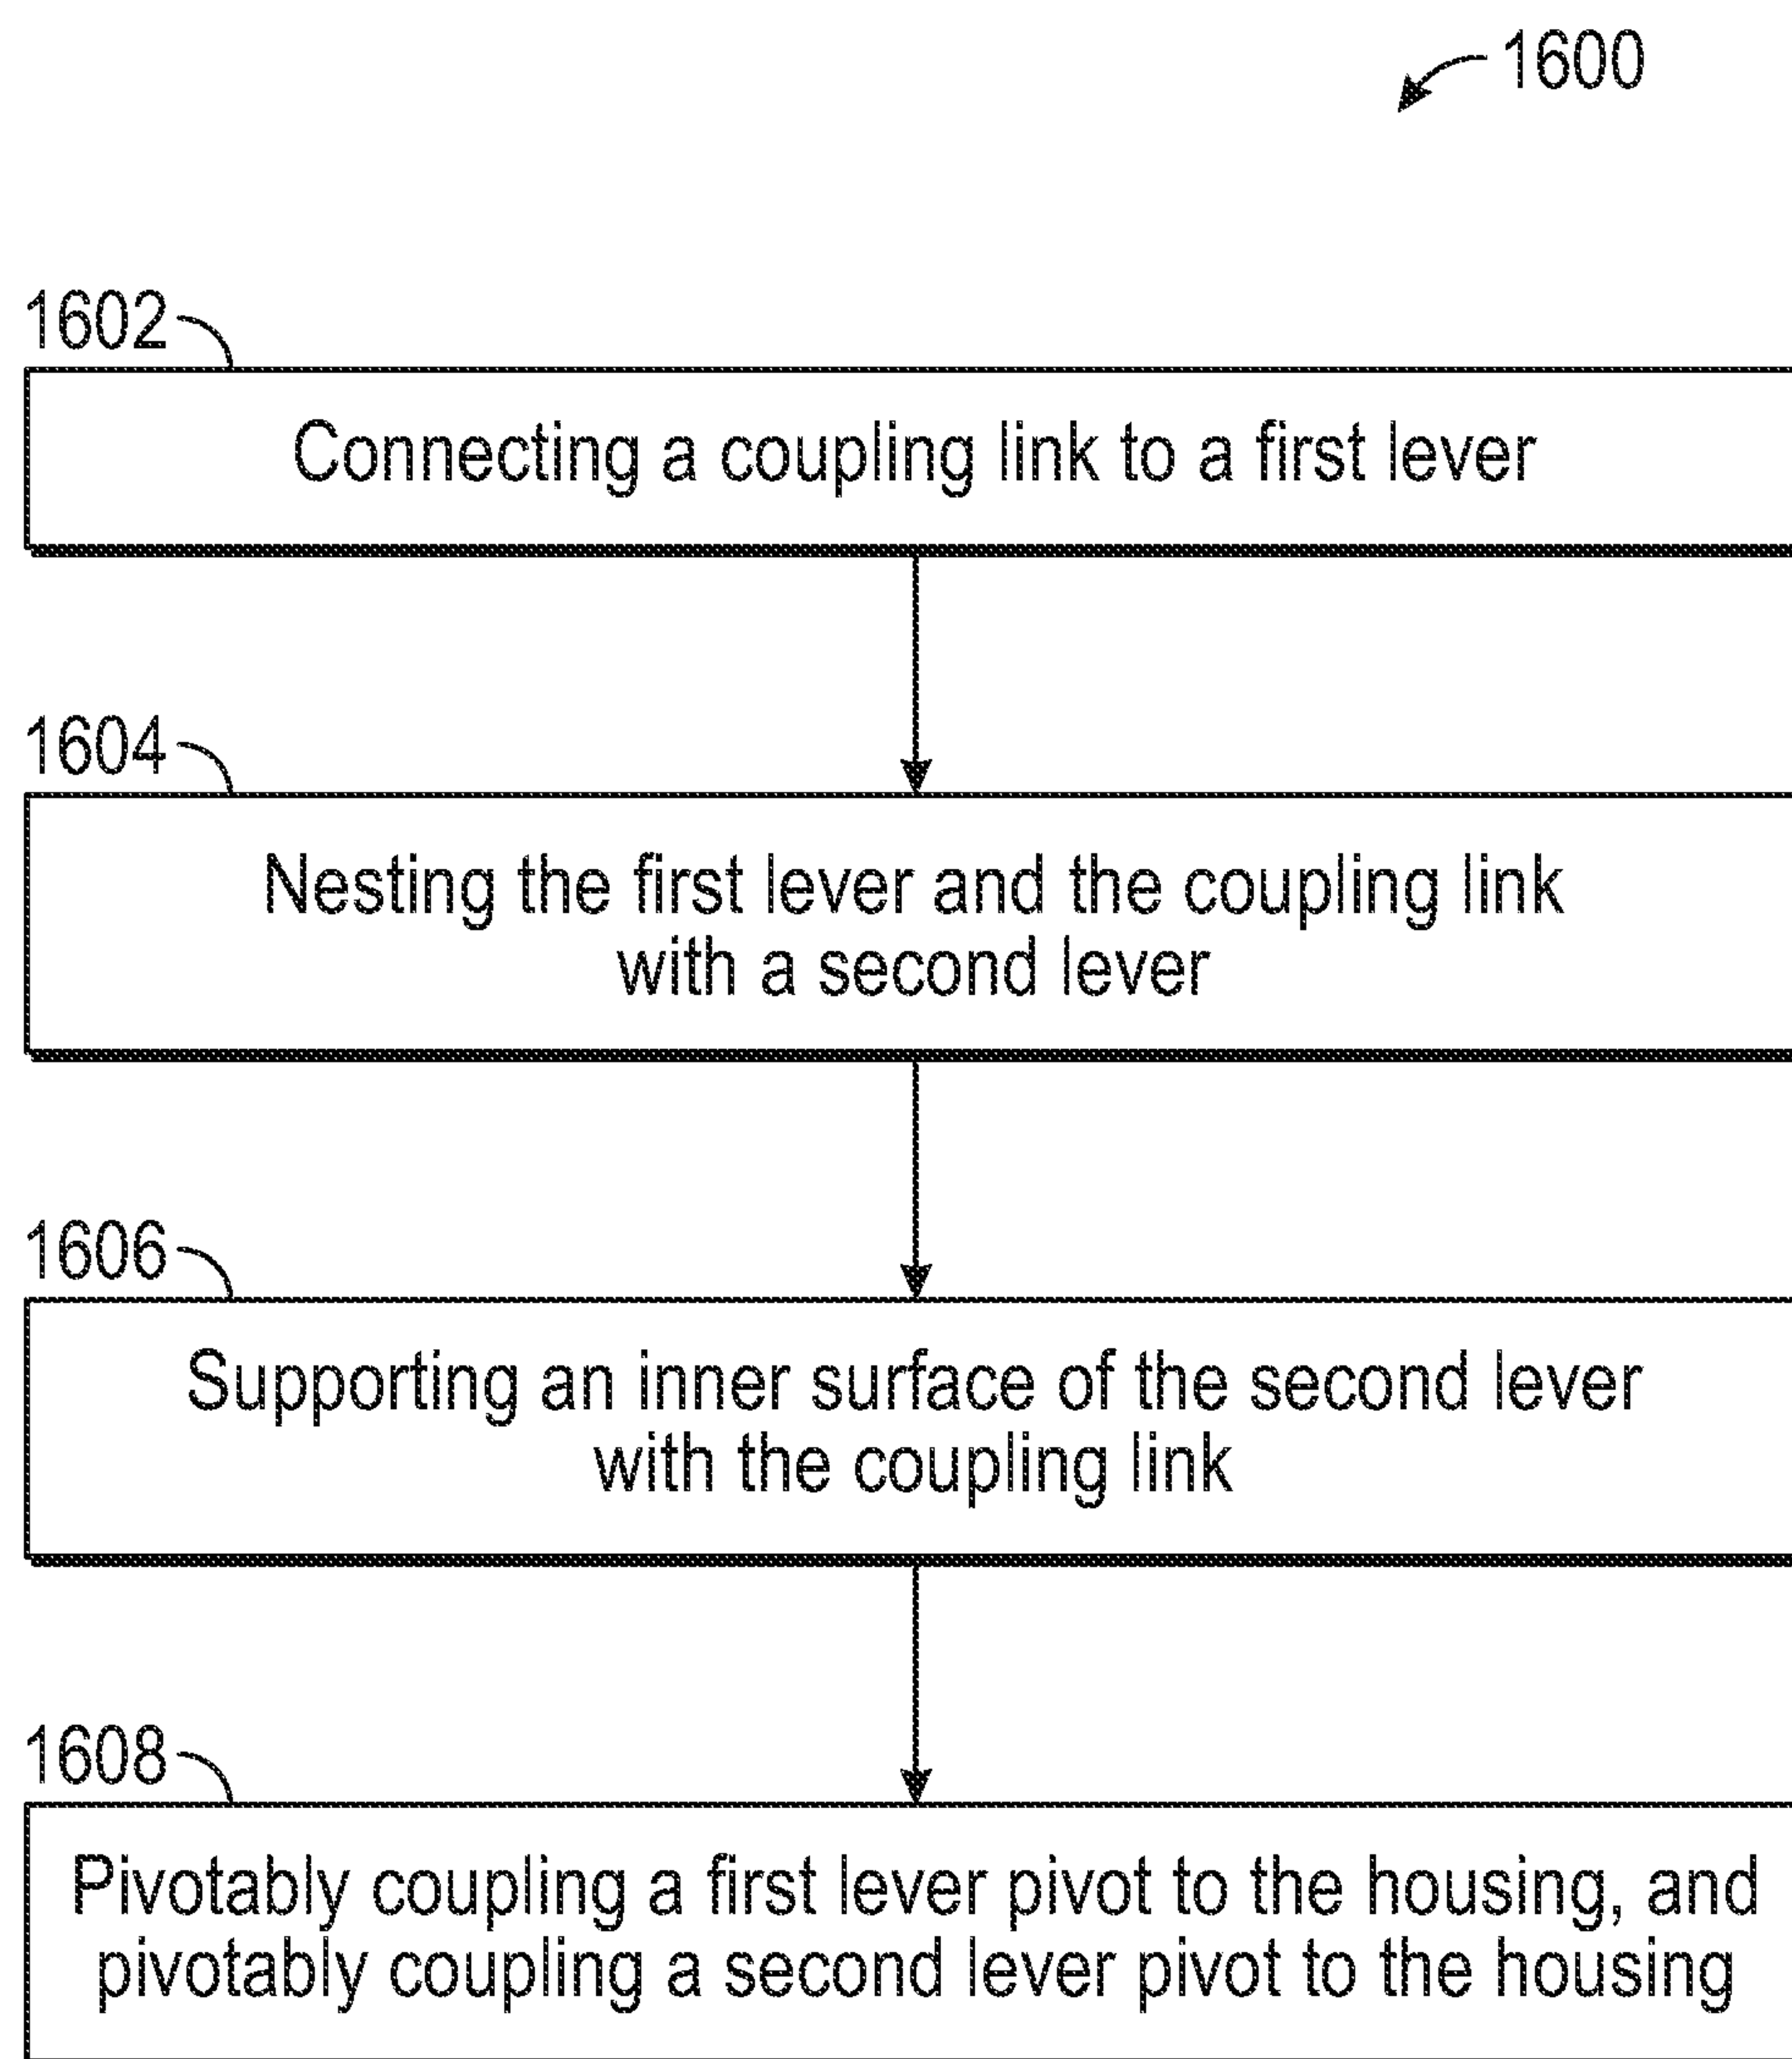 1600
1602
Connecting a coupling link to a first lever
1604
Nesting the first lever and the coupling link
with a second lever
1606
Supporting an inner surface of the second lever
with the coupling link
1608
Pivotably coupling a first lever pivot to the housing, and
pivotably coupling a second lever pivot to the housing